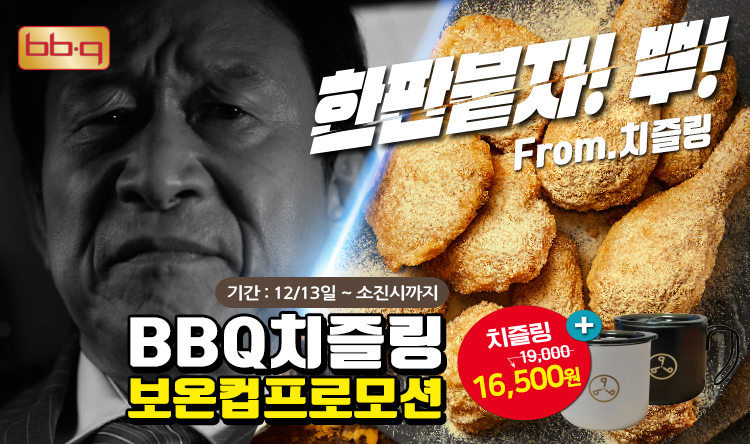 bb.q
한판붙자! 뿌!
From.치즐링
기간 : 12/13일 ~ 소진시까지
BBQ치즐링
보온컵프로모션
치즐링
19,000
16,500원
+